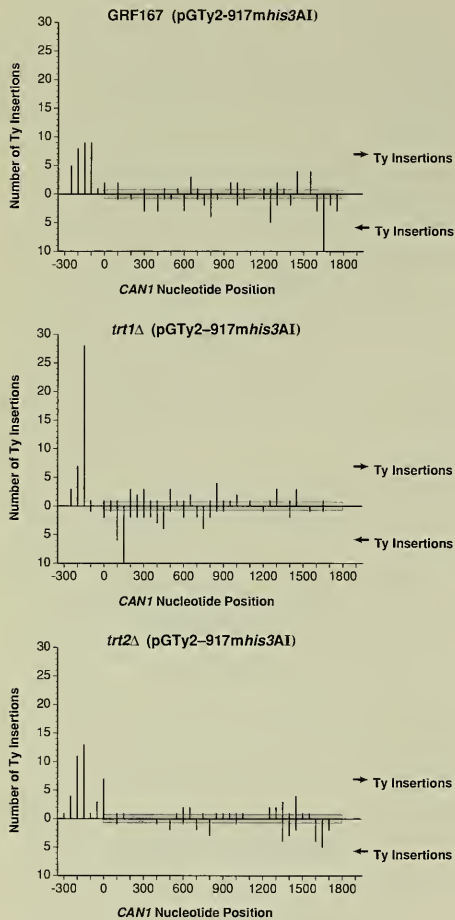 GRF167 (pGTy2-917mhis3AI)
Number of Ty Insertions
30
25
20
15
10
5
0
5
10
→ Ty Insertions
← Ty Insertions
-300 0 300 600 900 1200 1500 1800
CAN1 Nucleotide Position
trt1Δ (pGTy2–917mhis3AI)
Number of Ty Insertions
30
25
20
15
10
5
0
5
10
→ Ty Insertions
← Ty Insertions
-300 0 300 600 900 1200 1500 1800
CAN1 Nucleotide Position
trt2Δ (pGTy2–917mhis3AI)
Number of Ty Insertions
30
25
20
15
10
5
0
5
10
→ Ty Insertions
← Ty Insertions
-300 0 300 600 900 1200 1500 1800
CAN1 Nucleotide Position